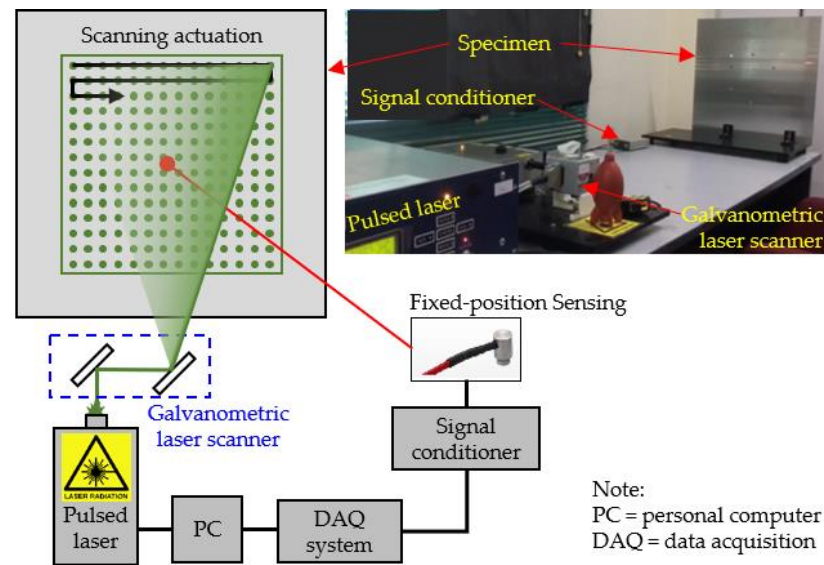 Scanning actuation
Specimen
Signal conditioner
Pulsed laser
Galvanometric
laser scanner
Fixed-position Sensing
Galvanometric
laser scanner
Signal
conditioner
LASER RADIATION
Pulsed
laser
PC
DAQ
system
Note:
PC = personal computer
DAQ = data acquisition